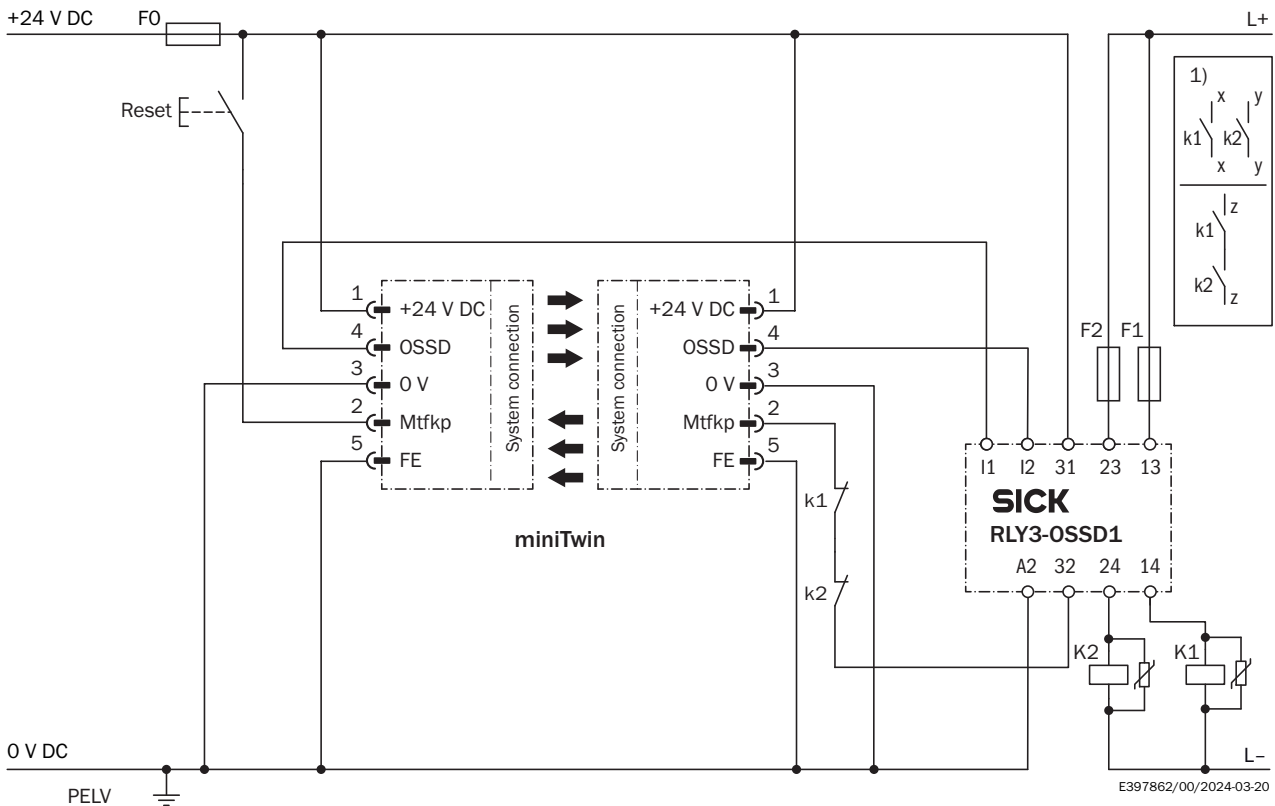 +24 V DC
F0
L+
Reset
1)
x
y
k1
k2
x
y
z
k1
k2
z
1
+24 V DC
4
OSSD
3
0 V
2
Mtfkp
5
FE
System connection
System connection
+24 V DC
1
OSSD
4
0 V
3
Mtfkp
2
FE
5
miniTwin
k1
k2
F2
F1
I1
I2
31
23
13
SICK
RLY3-OSSD1
A2
32
24
14
K2
K1
0 V DC
L–
PELV
E397862/00/2024-03-20